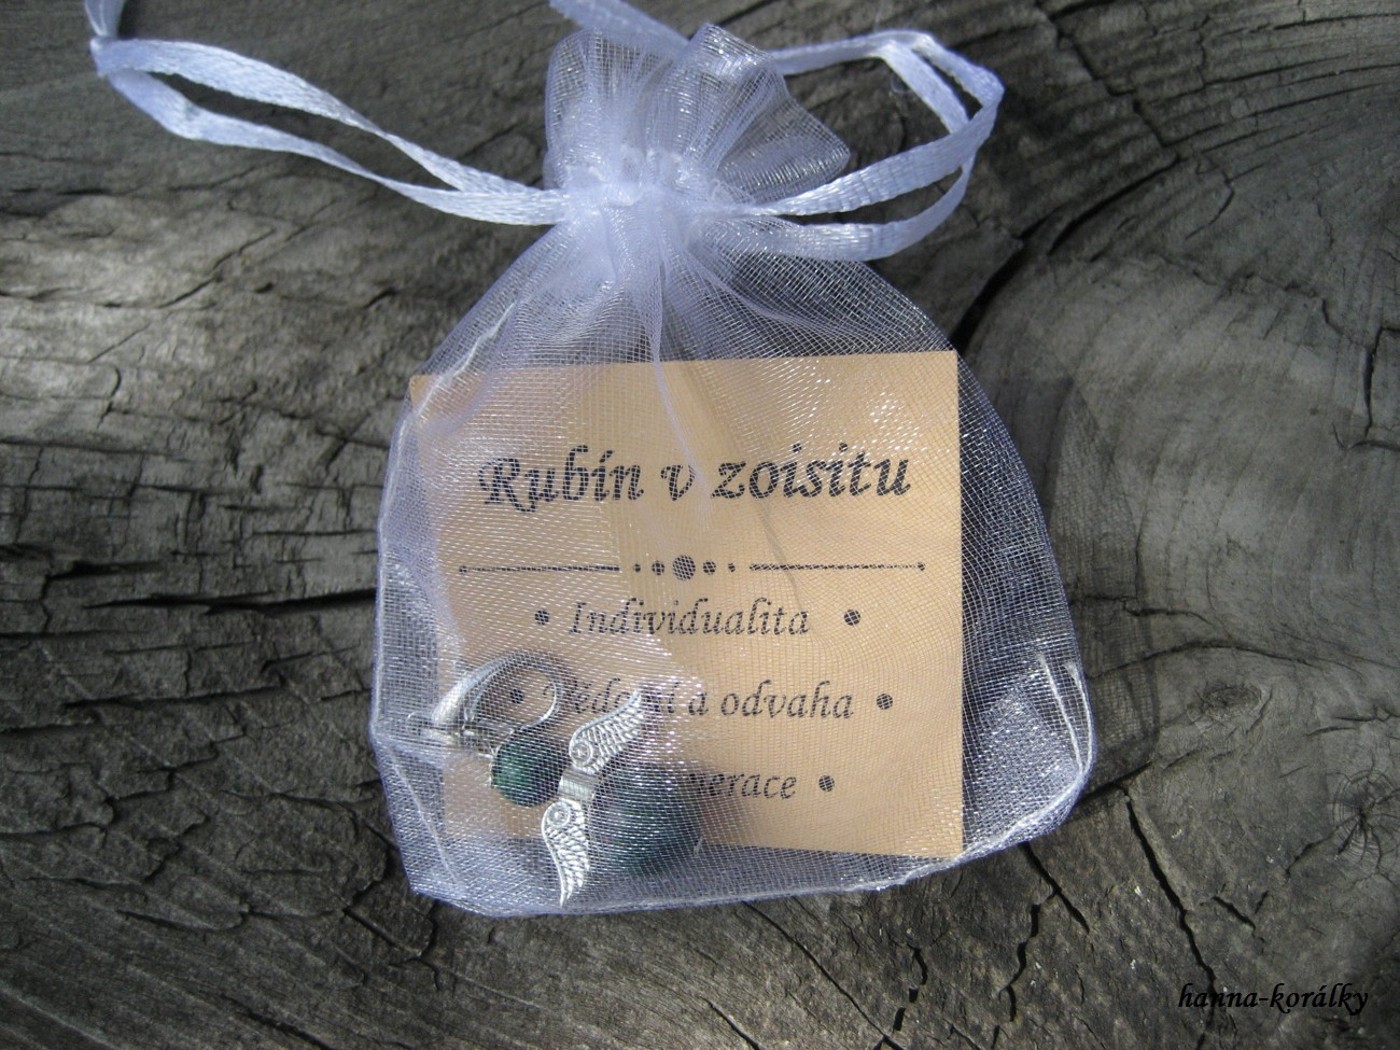 Rubín v zoisitu
• Individualita •
a odvaha •
•
hanna-korálky